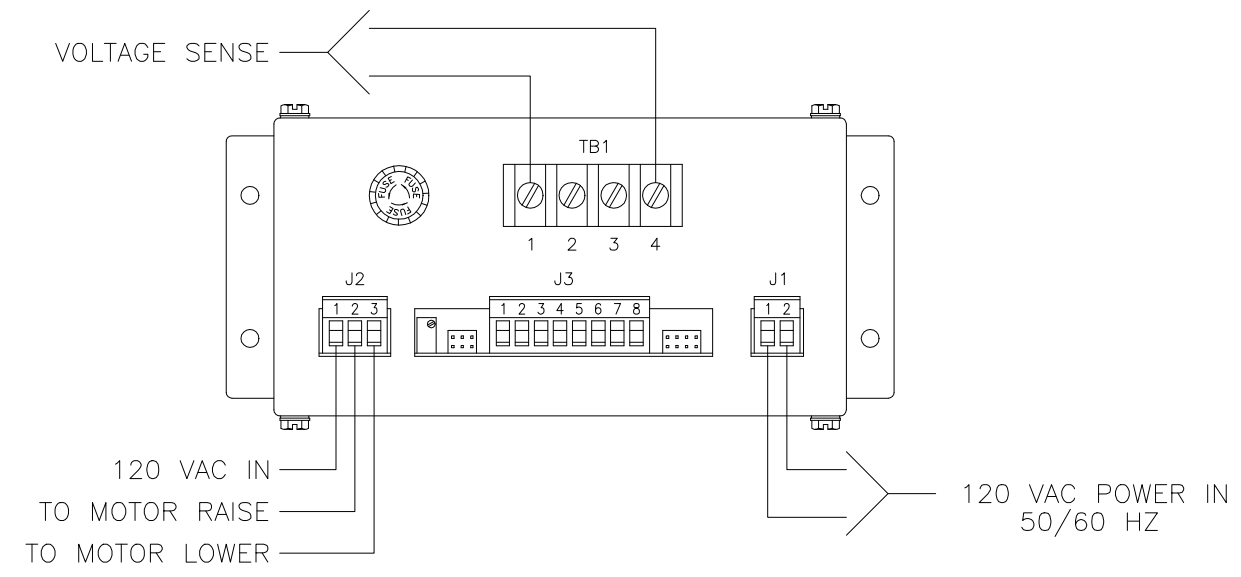 VOLTAGE SENSE
TB1
FUSE FUSE FUSE
1 2 3 4
J2
J3
J1
1 2 3
1 2 3 4 5 6 7 8
1 2
120 VAC IN
TO MOTOR RAISE
TO MOTOR LOWER
120 VAC POWER IN
50/60 HZ